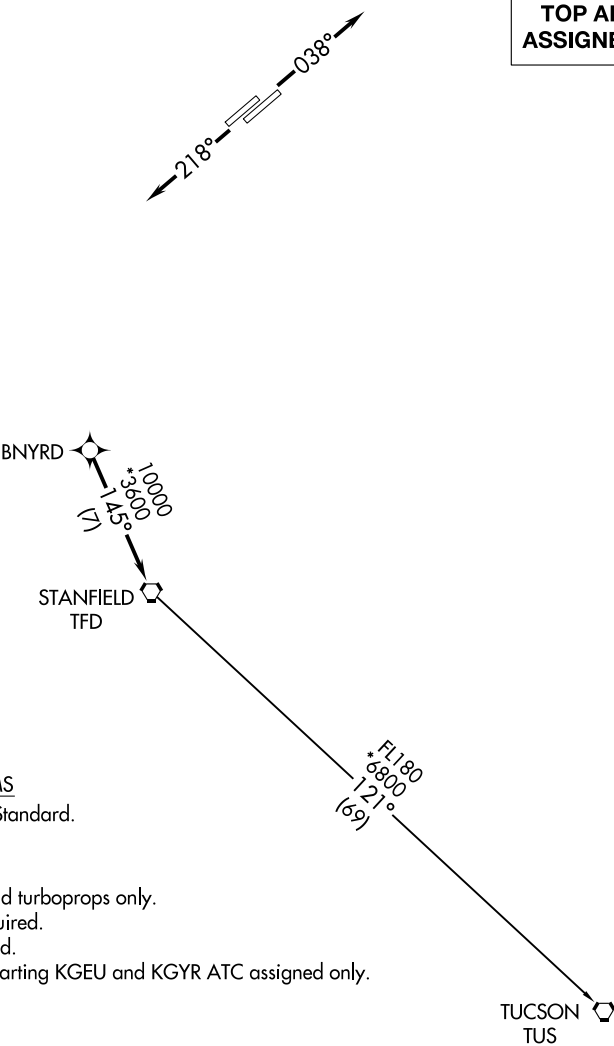 TOP AL
ASSIGNE
038°
218°
BNYRD
10000
*3600
145°
(7)
STANFIELD
TFD
FL180
*6800
121°
(69)
Standard.
d turboprops only.
uired.
d.
arting KGEU and KGYR ATC assigned only.
TUCSON
TUS